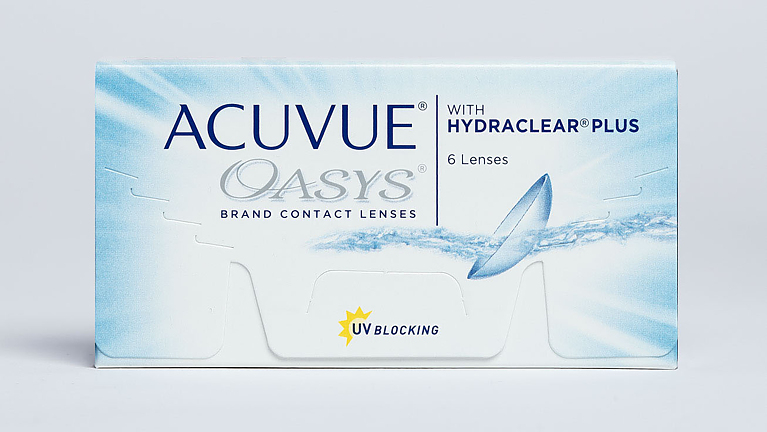 ACUVUE®
OASYS®
BRAND CONTACT LENSES
WITH
HYDRACLEAR® PLUS
6 Lenses
UV BLOCKING